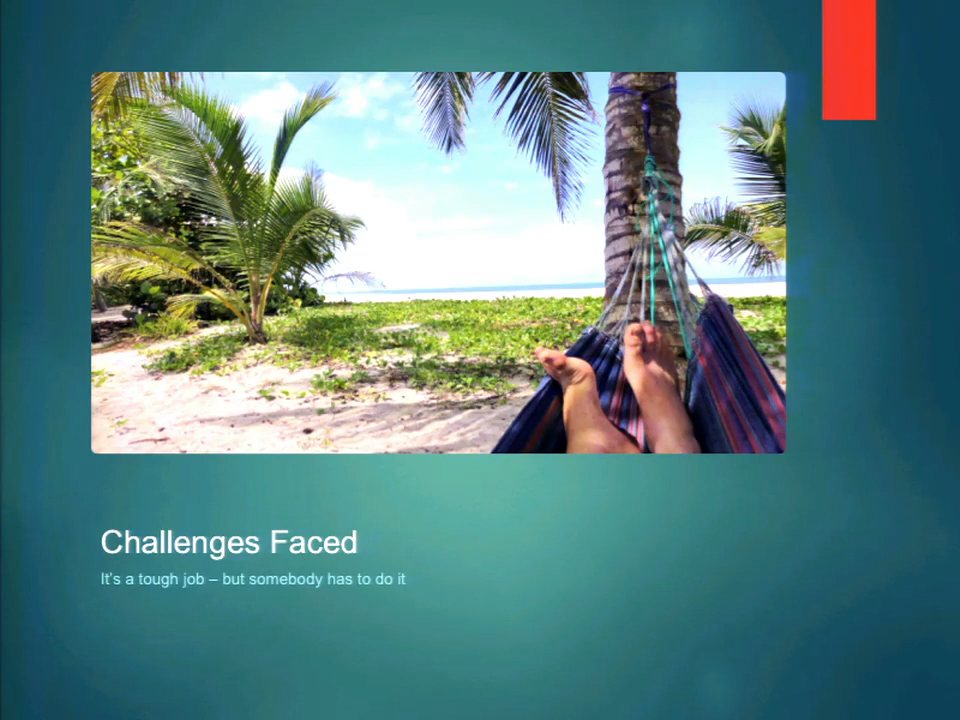 Challenges Faced
It's a tough job – but somebody has to do it